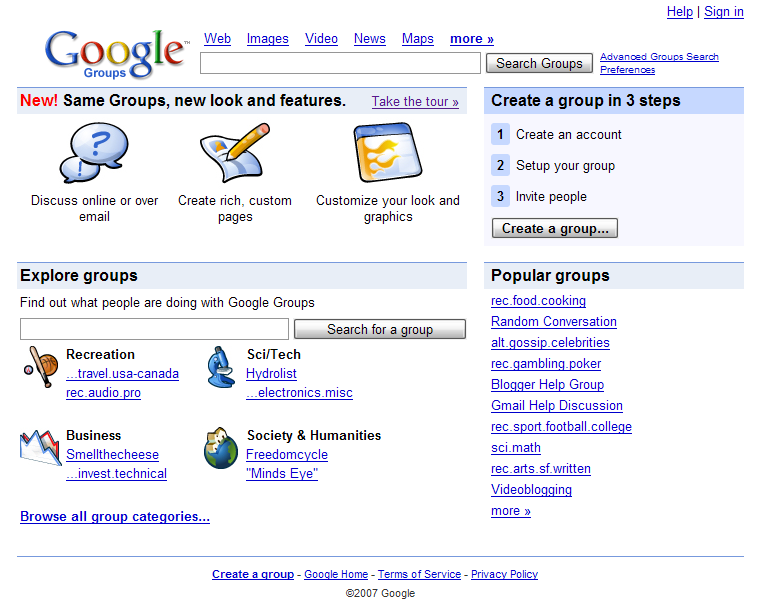 Help | Sign in
Google™
Groups
Web Images Video News Maps more »
Search Groups
Advanced Groups Search
Preferences
New! Same Groups, new look and features. Take the tour »
Discuss online or over
email
Create rich, custom
pages
Customize your look and
graphics
Create a group in 3 steps
1 Create an account
2 Setup your group
3 Invite people
Create a group...
Explore groups
Find out what people are doing with Google Groups
Search for a group
Recreation
...travel.usa-canada
rec.audio.pro
Sci/Tech
Hydrolist
...electronics.misc
Business
Smellthecheese
...invest.technical
Society & Humanities
Freedomcycle
"Minds Eye"
Browse all group categories...
Popular groups
rec.food.cooking
Random Conversation
alt.gossip.celebrities
rec.gambling.poker
Blogger Help Group
Gmail Help Discussion
rec.sport.football.college
sci.math
rec.arts.sf.written
Videoblogging
more »
Create a group - Google Home - Terms of Service - Privacy Policy
©2007 Google